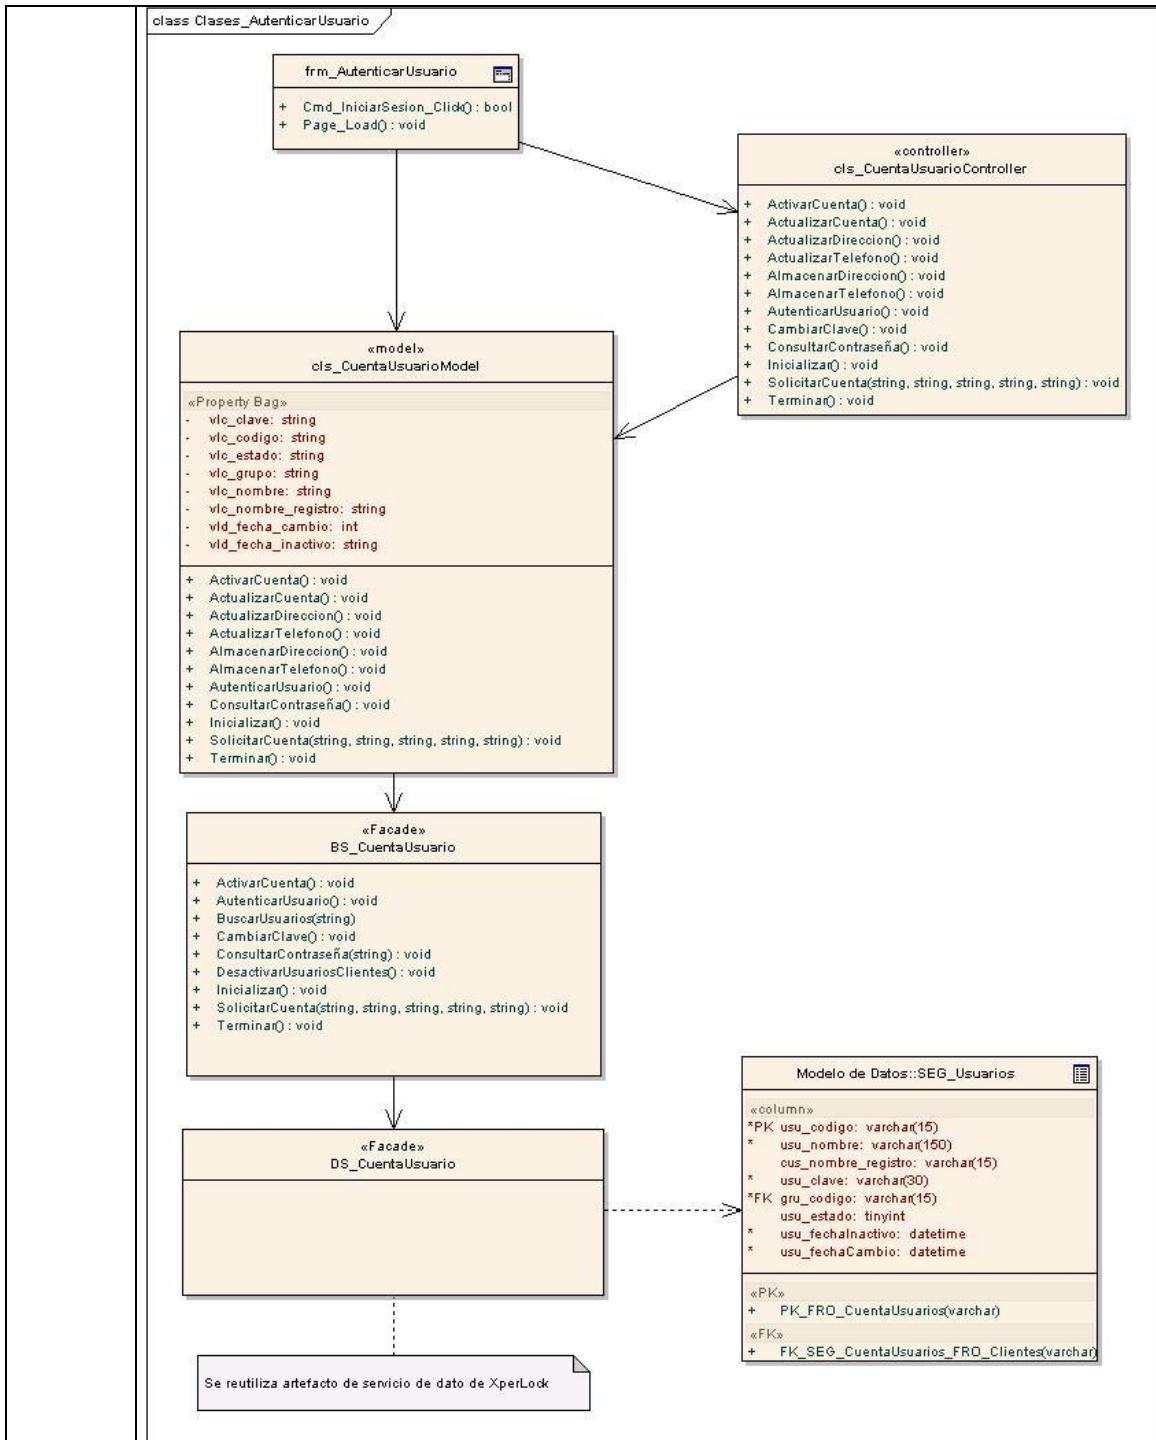 class Clases_AutenticarUsuario
frm_AutenticarUsuario
+ Cmd_IniciarSesion_Click() : bool
+ Page_Load() : void
«controller»
cls_CuentaUsuarioController
+ ActivarCuenta() : void
+ ActualizarCuenta() : void
+ ActualizarDireccion() : void
+ ActualizarTelefono() : void
+ AlmacenarDireccion() : void
+ AlmacenarTelefono() : void
+ AutenticarUsuario() : void
+ CambiarClave() : void
+ ConsultarContraseña() : void
+ Inicializar() : void
+ SolicitarCuenta(string, string, string, string, string) : void
+ Terminar() : void
«model»
cls_CuentaUsuarioModel
«Property Bag»
- vlc_clave: string
- vlc_codigo: string
- vlc_estado: string
- vlc_grupo: string
- vlc_nombre: string
- vlc_nombre_registro: string
- vld_fecha_cambio: int
- vld_fecha_inactivo: string
+ ActivarCuenta() : void
+ ActualizarCuenta() : void
+ ActualizarDireccion() : void
+ ActualizarTelefono() : void
+ AlmacenarDireccion() : void
+ AlmacenarTelefono() : void
+ AutenticarUsuario() : void
+ ConsultarContraseña() : void
+ Inicializar() : void
+ SolicitarCuenta(string, string, string, string, string) : void
+ Terminar() : void
«Facade»
BS_CuentaUsuario
+ ActivarCuenta() : void
+ AutenticarUsuario() : void
+ BuscarUsuarios(string)
+ CambiarClave() : void
+ ConsultarContraseña(string) : void
+ DesactivarUsuariosClientes() : void
+ Inicializar() : void
+ SolicitarCuenta(string, string, string, string, string) : void
+ Terminar() : void
«Facade»
DS_CuentaUsuario
Modelo de Datos::SEG_Usuarios
«column»
*PK usu_codigo: varchar(15)
* usu_nombre: varchar(150)
cus_nombre_registro: varchar(15)
* usu_clave: varchar(30)
*FK gru_codigo: varchar(15)
usu_estado: tinyint
* usu_fechaInactivo: datetime
* usu_fechaCambio: datetime
«PK»
+ PK_FRO_CuentaUsuarios(varchar)
«FK»
+ FK_SEG_CuentaUsuarios_FRO_Clientes(varchar)
Se reutiliza artefacto de servicio de dato de XperLock